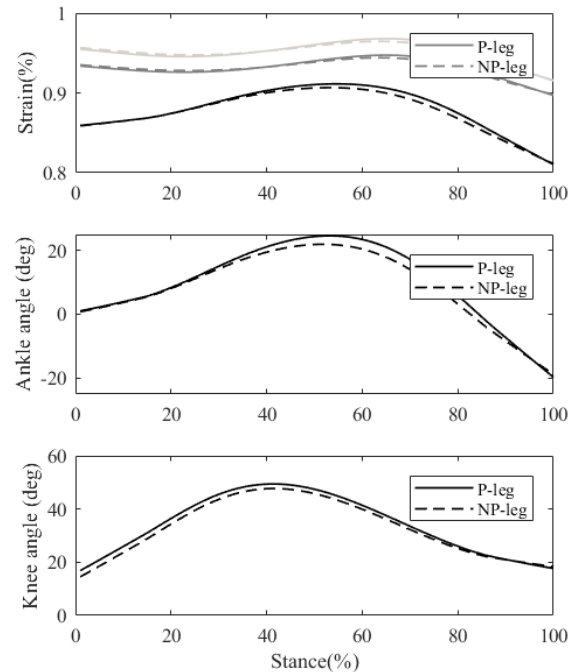 1
0.9
0.8
Strain(%)
P-leg
NP-leg
0 20 40 60 80 100
20
0
-20
Ankle angle (deg)
P-leg
NP-leg
0 20 40 60 80 100
60
40
20
0
Knee angle (deg)
P-leg
NP-leg
0 20 40 60 80 100
Stance(%)